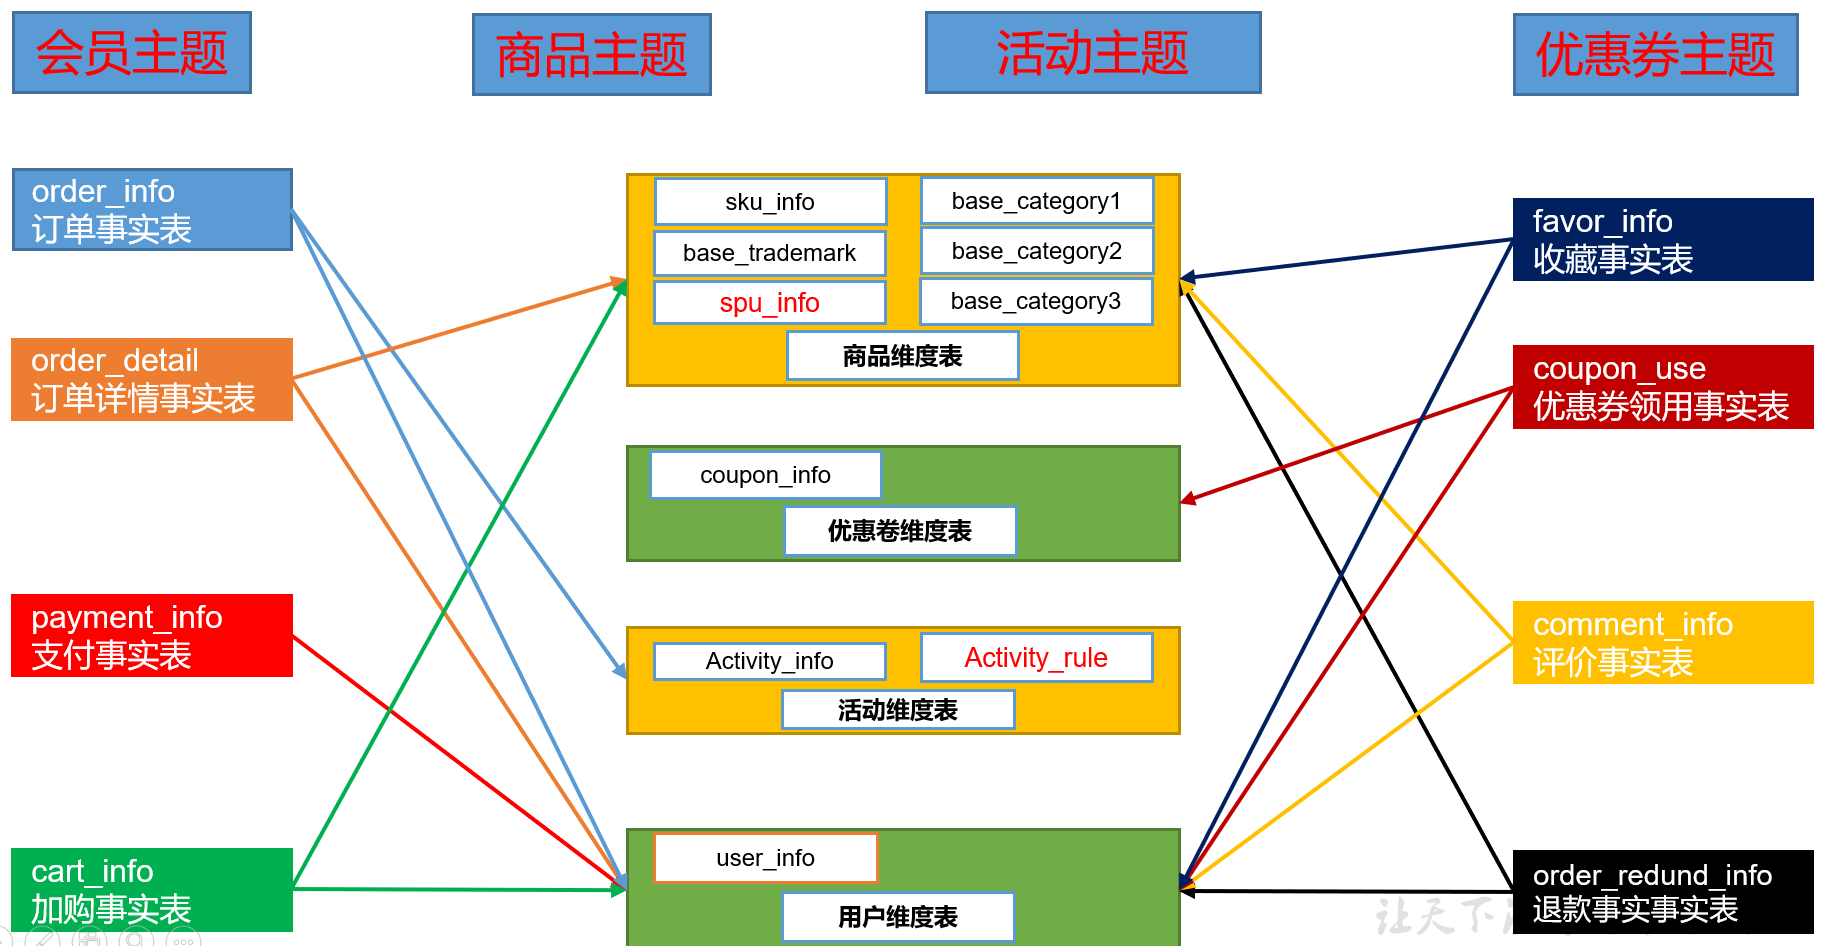 会员主题
商品主题
活动主题
优惠券主题
order_info
订单事实表
order_detail
订单详情事实表
payment_info
支付事实表
cart_info
加购事实表
sku_info
base_category1
base_trademark
base_category2
spu_info
base_category3
商品维度表
coupon_info
优惠卷维度表
Activity_info
Activity_rule
活动维度表
user_info
用户维度表
favor_info
收藏事实表
coupon_use
优惠券领用事实表
comment_info
评价事实表
order_redund_info
退款事实事实表
让天下